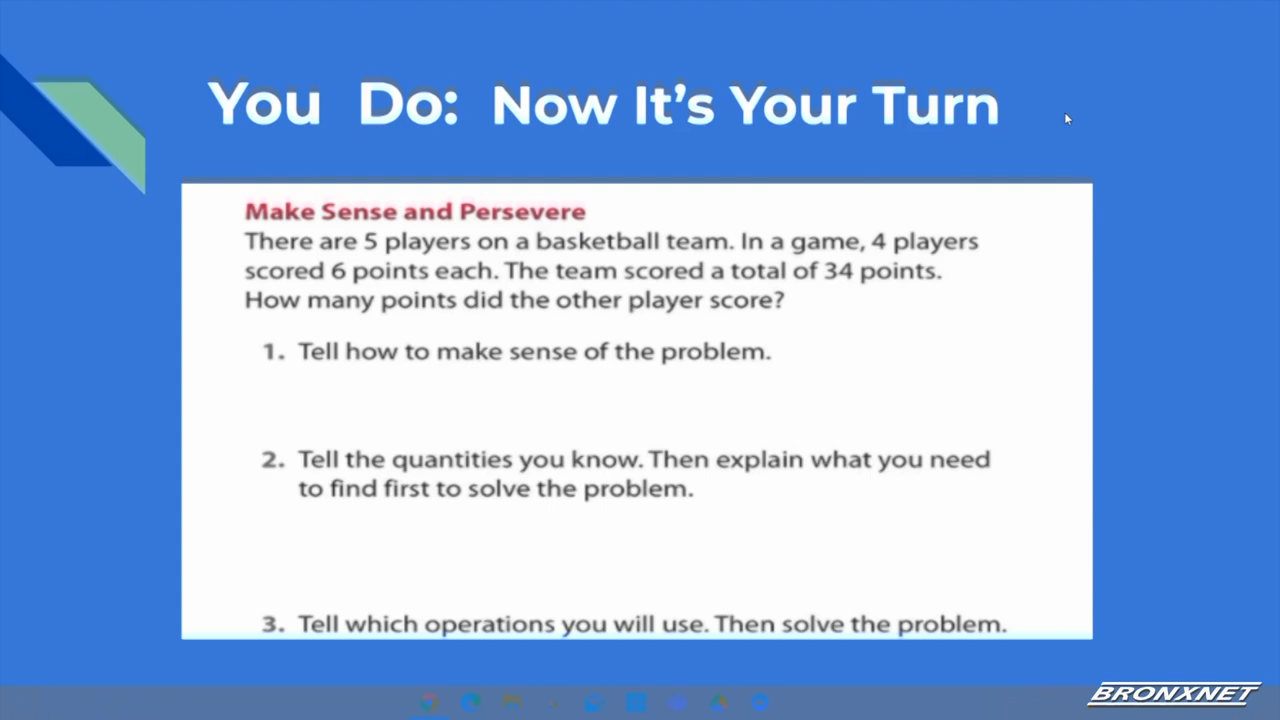 You Do: Now It's Your Turn
Make Sense and Persevere
There are 5 players on a basketball team. In a game, 4 players
scored 6 points each. The team scored a total of 34 points.
How many points did the other player score?
1. Tell how to make sense of the problem.
2. Tell the quantities you know. Then explain what you need
to find first to solve the problem.
3. Tell which operations you will use. Then solve the problem.
BRONXNET